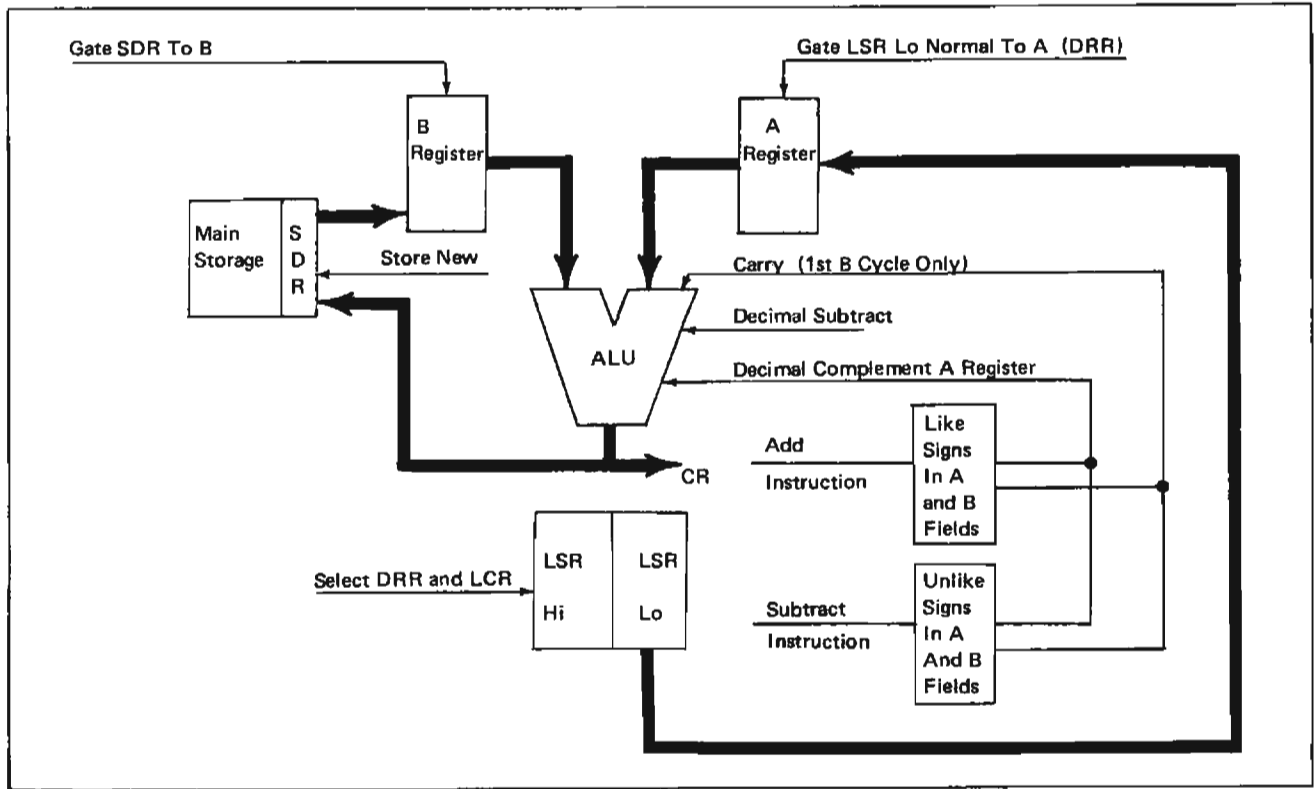 Gate SDR To B
Gate LSR Lo Normal To A (DRR)
B
Register
A
Register
Main
Storage
S
D
R
Store New
Carry (1st B Cycle Only)
Decimal Subtract
ALU
Decimal Complement A Register
CR
Add
Instruction
Like
Signs
In A
and B
Fields
Select DRR and LCR
LSR
Hi
LSR
Lo
Subtract
Instruction
Unlike
Signs
In A
And B
Fields